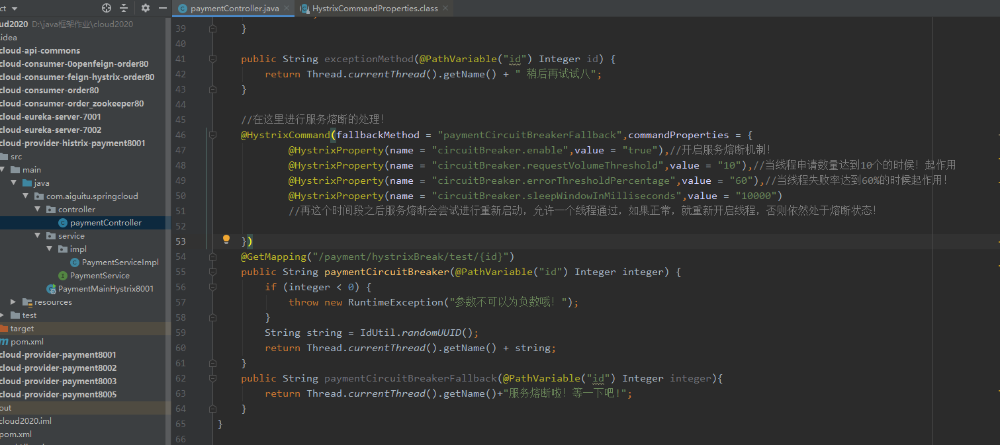 ct
paymentController.java
HystrixCommandProperties.class
ud2020 D:\java框架作业\cloud2020
.idea
cloud-api-commons
cloud-consumer-0openfeign-order80
cloud-consumer-feign-hystrix-order80
cloud-consumer-order80
cloud-consumer-order_zookeeper80
cloud-eureka-server-7001
cloud-eureka-server-7002
cloud-provider-histrix-payment8001
src
main
java
com.aiguitu.springcloud
controller
paymentController
service
impl
PaymentServiceImpl
PaymentService
PaymentMainHystrix8001
resources
test
target
pom.xml
cloud-provider-payment8001
cloud-provider-payment8002
cloud-provider-payment8003
cloud-provider-payment8005
out
cloud2020.iml
pom.xml
39 }
40
41 public String exceptionMethod(@PathVariable("id") Integer id) {
42 return Thread.currentThread().getName() + " 稍后再试试八";
43 }
44
45 //在这里进行服务熔断的处理!
46 @HystrixCommand(fallbackMethod = "paymentCircuitBreakerFallback",commandProperties = {
47 @HystrixProperty(name = "circuitBreaker.enable",value = "true"),//开启服务熔断机制!
48 @HystrixProperty(name = "circuitBreaker.requestVolumeThreshold",value = "10"),//当线程申请数量达到10个的时候！起作用
49 @HystrixProperty(name = "circuitBreaker.errorThresholdPercentage",value = "60"),//当线程失败率达到60%的时候起作用!
50 @HystrixProperty(name = "circuitBreaker.sleepWindowInMilliseconds",value = "10000")
51 //再这个时间段之后服务熔断会尝试进行重新启动，允许一个线程通过，如果正常，就重新开启线程，否则依然处于熔断状态!
52
53 })
54 @GetMapping("/payment/hystrixBreak/test/{id}")
55 public String paymentCircuitBreaker(@PathVariable("id") Integer integer) {
56 if (integer < 0) {
57 throw new RuntimeException("参数不可以为负数哦！");
58 }
59 String string = IdUtil.randomUUID();
60 return Thread.currentThread().getName() + string;
61 }
62 public String paymentCircuitBreakerFallback(@PathVariable("id") Integer integer){
63 return Thread.currentThread().getName()+"服务熔断啦！等一下吧!";
64 }
65 }
66